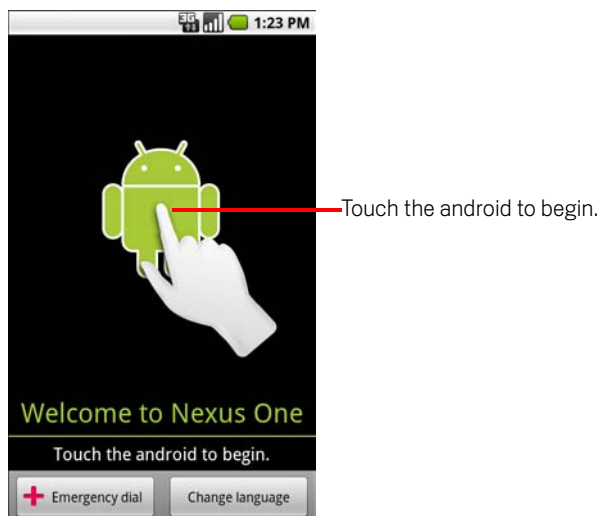 3G 1:23 PM
Touch the android to begin.
Welcome to Nexus One
Touch the android to begin.
Emergency dial Change language